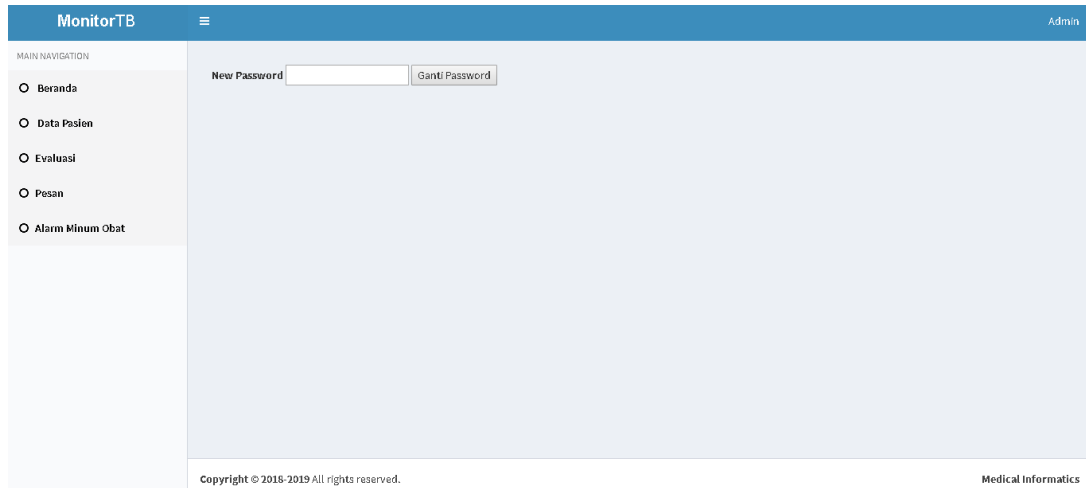 MonitorTB
Admin
MAIN NAVIGATION
Beranda
Data Pasien
Evaluasi
Pesan
Alarm Minum Obat
New Password
Ganti Password
Copyright © 2018-2019 All rights reserved.
Medical Informatics